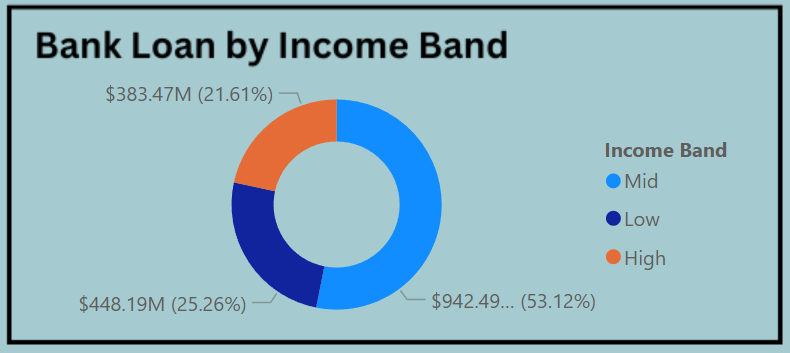 Bank Loan by Income Band
$383.47M (21.61%)
Income Band
Mid
Low
High
$448.19M (25.26%)
$942.49... (53.12%)